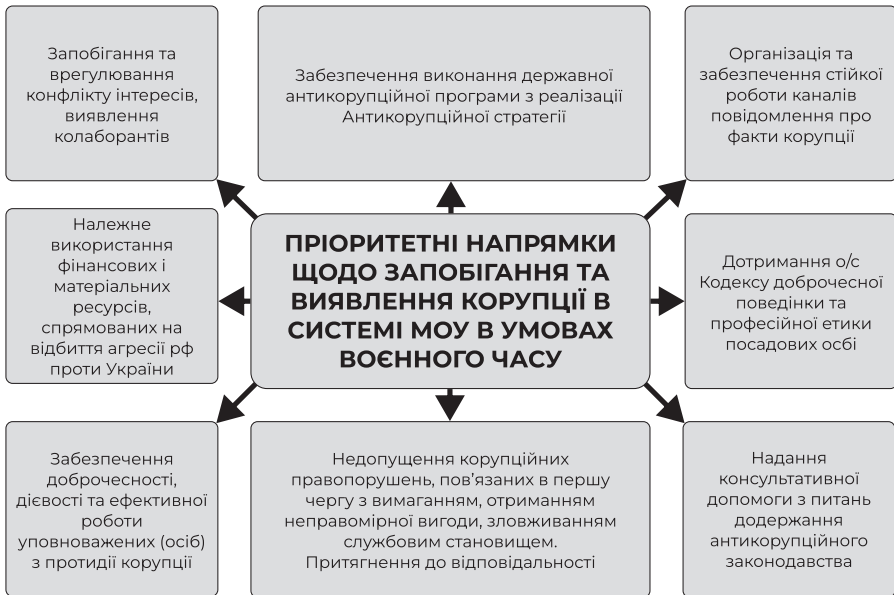 Запобігання та
врегулювання
конфлікту інтересів,
виявлення
колаборантів
Забезпечення виконання державної
антикорупційної програми з реалізації
Антикорупційної стратегії
Організація та
забезпечення стійкої
роботи каналів
повідомлення про
факти корупції
Належне
використання
фінансових і
матеріальних
ресурсів,
спрямованих на
відбиття агресії рф
проти України
ПРІОРИТЕТНІ НАПРЯМКИ
ЩОДО ЗАПОБІГАННЯ ТА
ВИЯВЛЕННЯ КОРУПЦІЇ В
СИСТЕМІ МОУ В УМОВАХ
ВОЄННОГО ЧАСУ
Дотримання о/с
Кодексу доброчесної
поведінки та
професійної етики
посадових осбі
Забезпечення
доброчесності,
дієвості та ефективної
роботи
уповноважених (осіб)
з протидії корупції
Недопущення корупційних
правопорушень, пов’язаних в першу
чергу з вимаганням, отриманням
неправомірної вигоди, зловживанням
службовим становищем.
Притягнення до відповідальності
Надання
консультативної
допомоги з питань
додержання
антикорупційного
законодавства